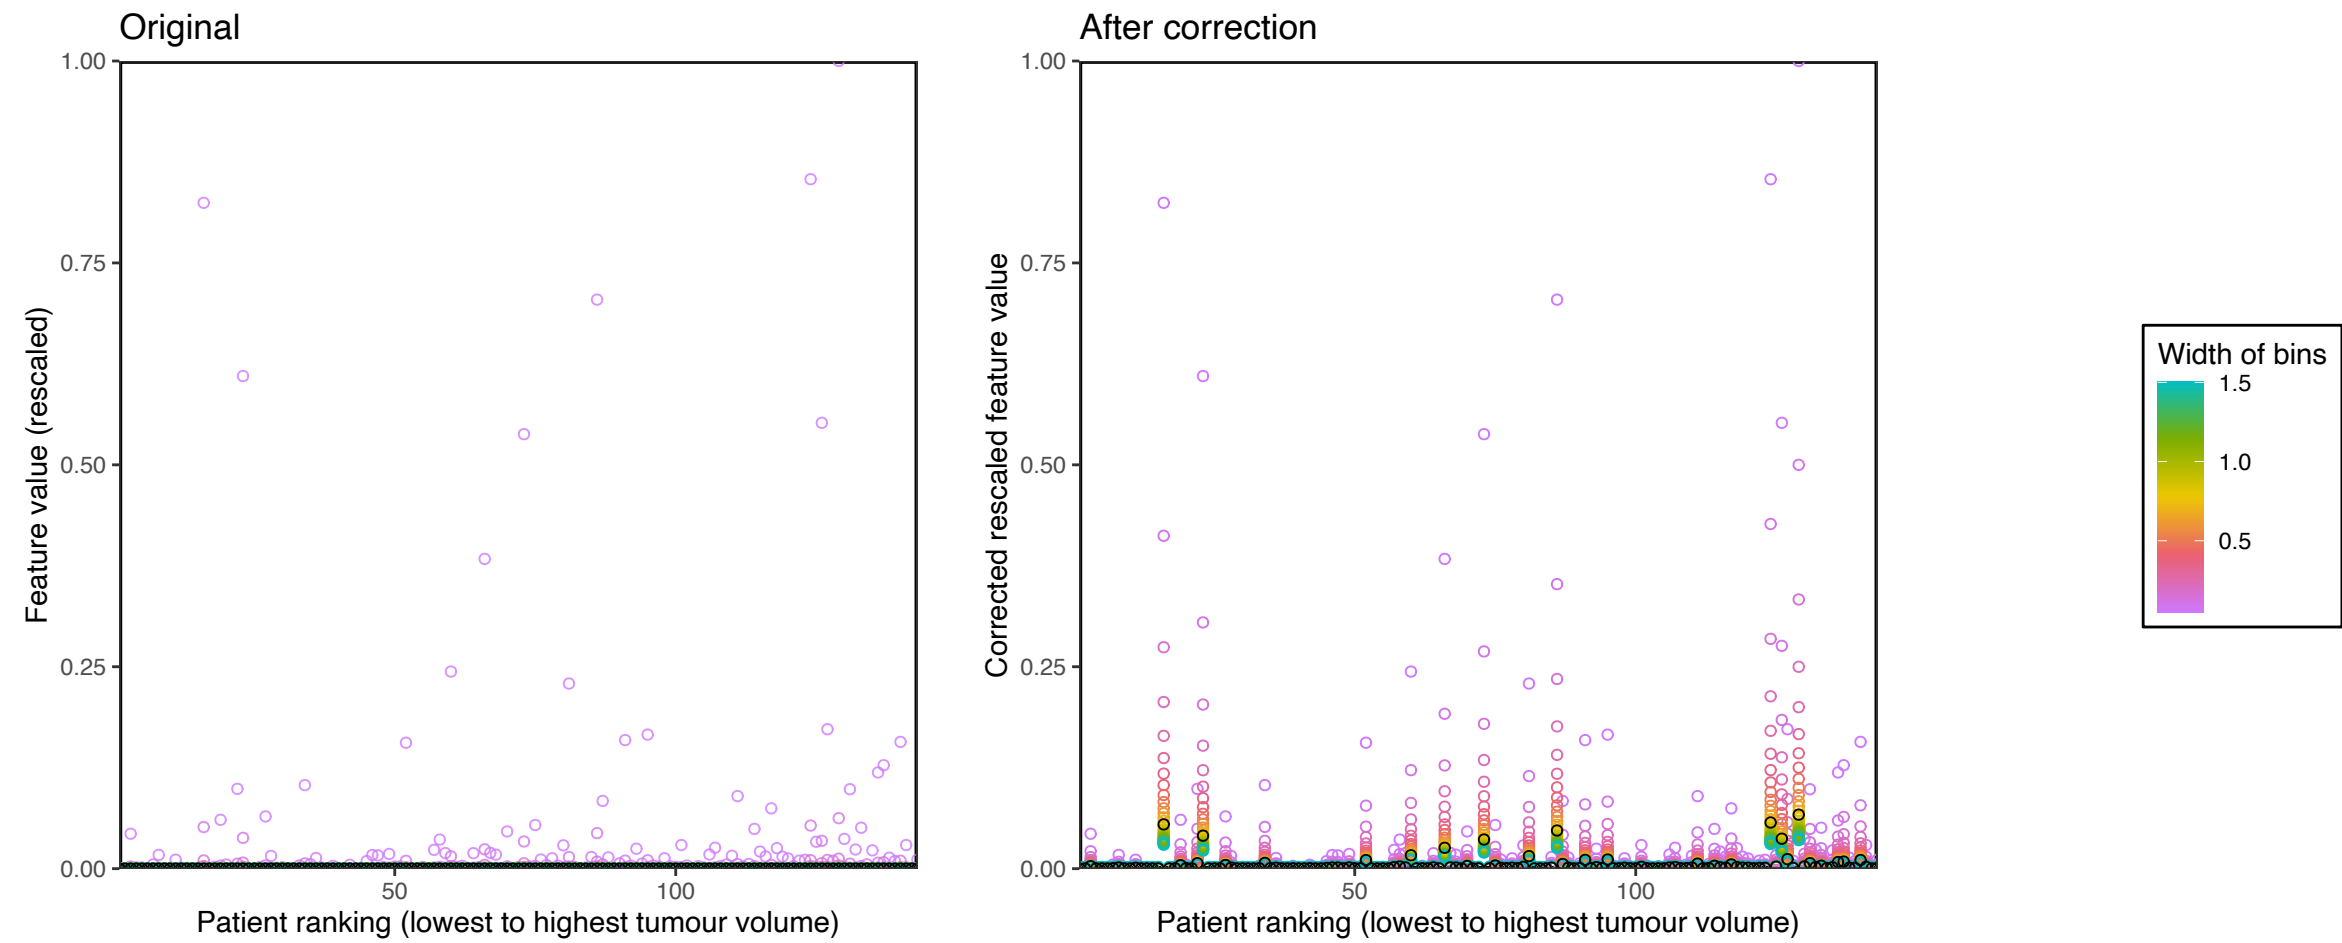 Original
1.00
0.75
0.50
0.25
0.00
50
100
Feature value (rescaled)
Patient ranking (lowest to highest tumour volume)
After correction
1.00
0.75
0.50
0.25
0.00
50
100
Corrected rescaled feature value
Patient ranking (lowest to highest tumour volume)
Width of bins
1.5
1.0
0.5